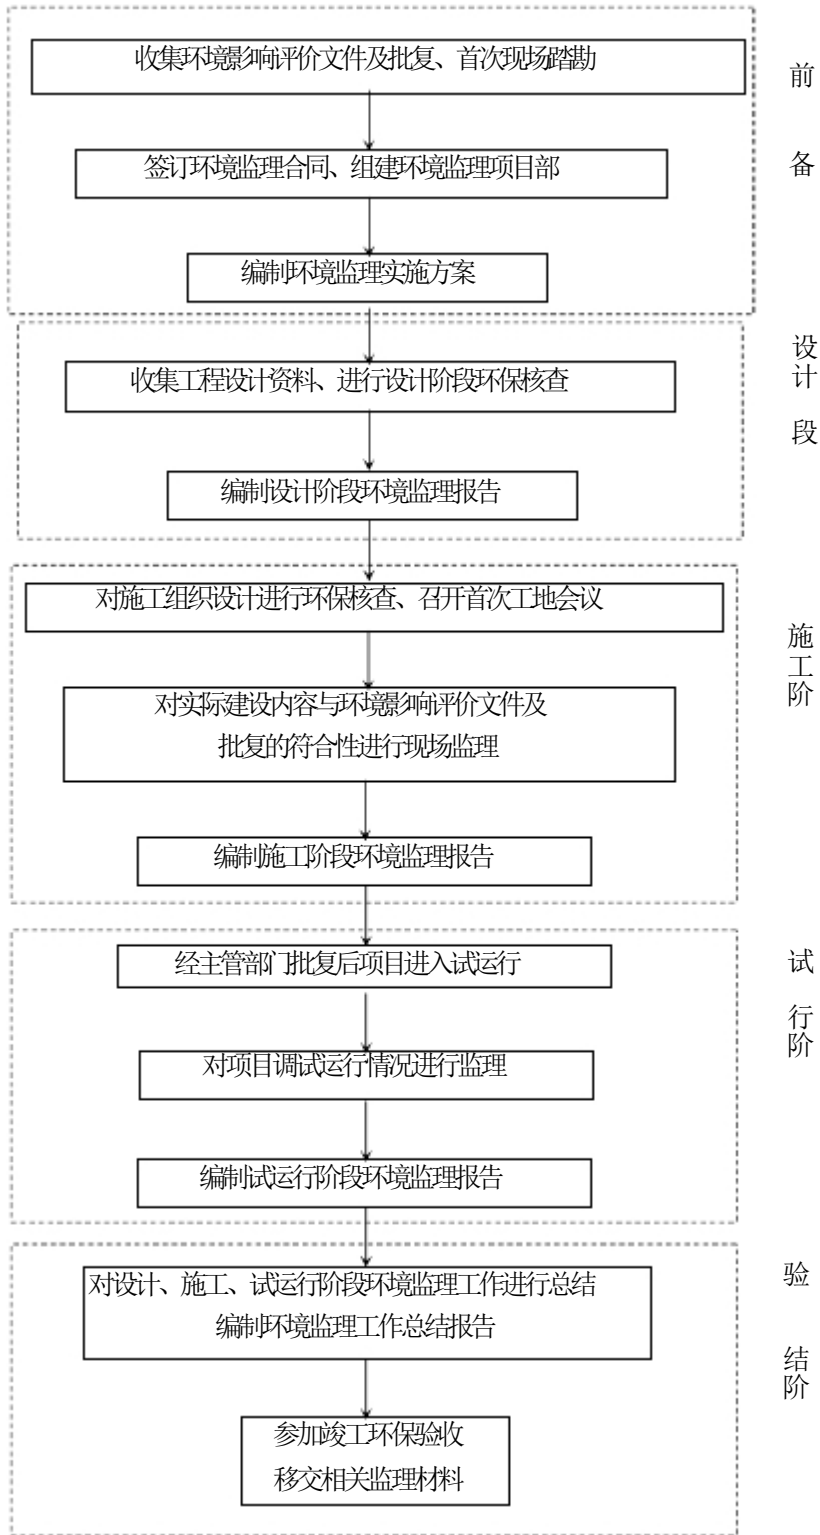 收集环境影响评价文件及批复、首次现场踏勘
前
备
签订环境监理合同、组建环境监理项目部
编制环境监理实施方案
设
计
段
收集工程设计资料、进行设计阶段环保核查
编制设计阶段环境监理报告
对施工组织设计进行环保核查、召开首次工地会议
施
工
阶
对实际建设内容与环境影响评价文件及
批复的符合性进行现场监理
编制施工阶段环境监理报告
试
行
阶
经主管部门批复后项目进入试运行
对项目调试运行情况进行监理
编制试运行阶段环境监理报告
验
结
阶
对设计、施工、试运行阶段环境监理工作进行总结
编制环境监理工作总结报告
参加竣工环保验收
移交相关监理材料